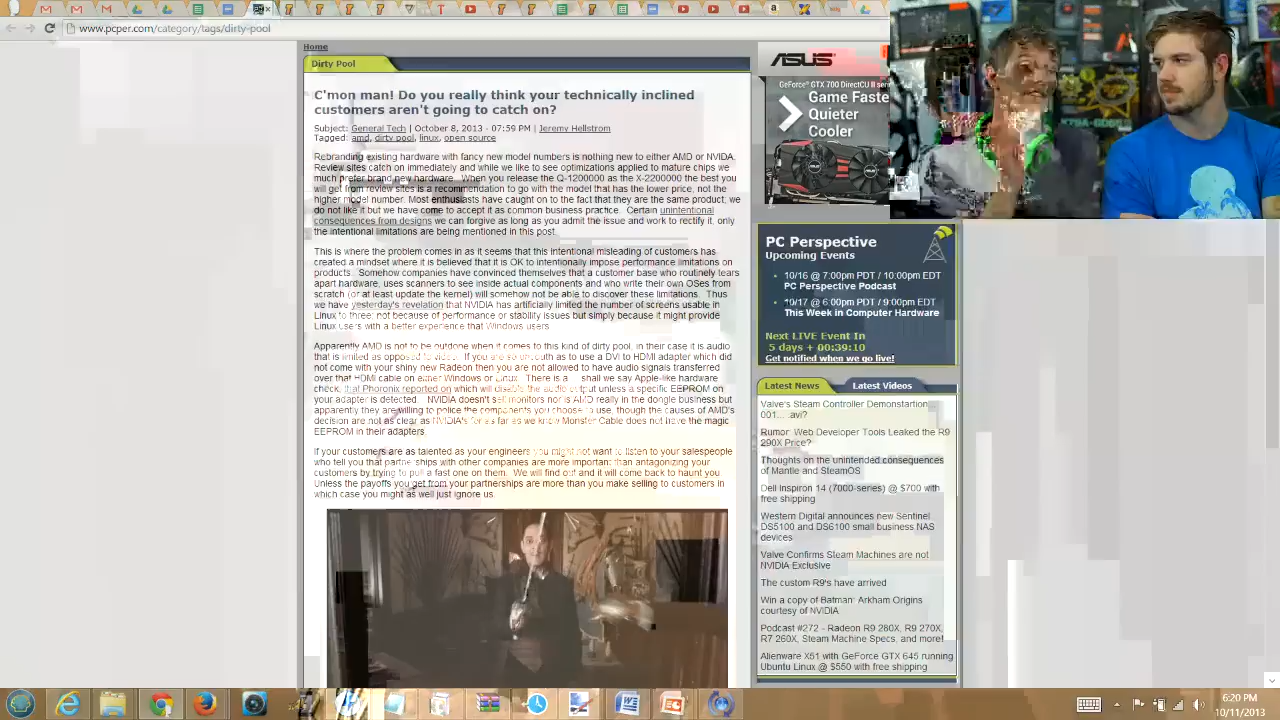 www.pcper.com/category/tags/dirty-pool
Home
Dirty Pool
C'mon man! Do you really think your technically inclined
customers aren't going to catch on?
Subject: General Tech | October 8, 2013 - 07:59 PM | Jeremy Hellstrom
Tagged: amd, dirty pool, linux, open source
Rebranding existing hardware with fancy new model numbers is nothing new to either AMD or NVIDA.
Review sites catch on immediately and while we like to see optimizations applied to mature chips we
much prefer brand new hardware. When you release the Q-1200000 as the X-2200000 the best you
will get from review sites is a recommendation to go with the model that has the lower price, not the
higher model number. Most enthusiasts have caught on to the fact that they are the same product; we
do not like it but we have come to accept it as common business practice. Certain unintentional
consequences from designs we can forgive as long as you admit the issue and work to rectify it, only
the intentional limitations are being mentioned in this post.
This is where the problem comes in as it seems that this intentional misleading of customers has
created a mindset where it is believed that it is OK to intentionally impose performance limitations on
products. Somehow companies have convinced themselves that a customer base who routinely tears
apart hardware, uses scanners to see inside actual components and who write their own OSes from
scratch (or at least update the kernel) will somehow not be able to discover these limitations. Thus
we have yesterday's revelation that NVIDIA has artificially limited the number of screens usable in
Linux to three; not because of performance or stability issues but simply because it might provide
Linux users with a better experience that Windows users.
Apparently AMD is not to be outdone when it comes to this kind of dirty pool, in their case it is audio
that is limited as opposed to video. If you are so uncouth as to use a DVI to HDMI adapter which did
not come with your shiny new Radeon then you are not allowed to have audio signals transferred
over that HDMI cable on either Windows or Linux. There is a ... shall we say Apple-like hardware
check, that Phoronix reported on which will disable the audio output unless a specific EEPROM on
your adapter is detected. NVIDIA doesn't sell monitors nor is AMD really in the dongle business but
apparently they are willing to police the components you choose to use, though the causes of AMD's
decision are not as clear as NVIDIA's for as far as we know Monster Cable does not have the magic
EEPROM in their adapters.
If your customers are as talented as your engineers you might not want to listen to your salespeople
who tell you that partnerships with other companies are more important than antagonizing your
customers by trying to pull a fast one on them. We will find out and it will come back to haunt you.
Unless the payoffs you get from your partnerships are more than you make selling to customers in
which case you might as well just ignore us.
ASUS
GeForce® GTX 700 DirectCU II
Game Faste
Quieter
Cooler
PC Perspective
Upcoming Events
10/16 @ 7:00pm PDT / 10:00pm EDT
PC Perspective Podcast
10/17 @ 6:00pm PDT / 9:00pm EDT
This Week in Computer Hardware
Next LIVE Event In
5 days + 00:39:10
Get notified when we go live!
Latest News
Latest Videos
Valve's Steam Controller Demonstartion...
001... .avi?
Rumor: Web Developer Tools Leaked the R9
290X Price?
Thoughts on the unintended consequences
of Mantle and SteamOS
Dell Inspiron 14 (7000-series) @ $700 with
free shipping
Western Digital announces new Sentinel
DS5100 and DS6100 small business NAS
devices
Valve Confirms Steam Machines are not
NVIDIA Exclusive
The custom R9's have arrived
Win a copy of Batman: Arkham Origins
courtesy of NVIDIA
Podcast #272 - Radeon R9 280X, R9 270X,
R7 260X, Steam Machine Specs, and more!
Alienware X51 with GeForce GTX 645 running
Ubuntu Linux @ $550 with free shipping
6:20 PM
10/11/2013